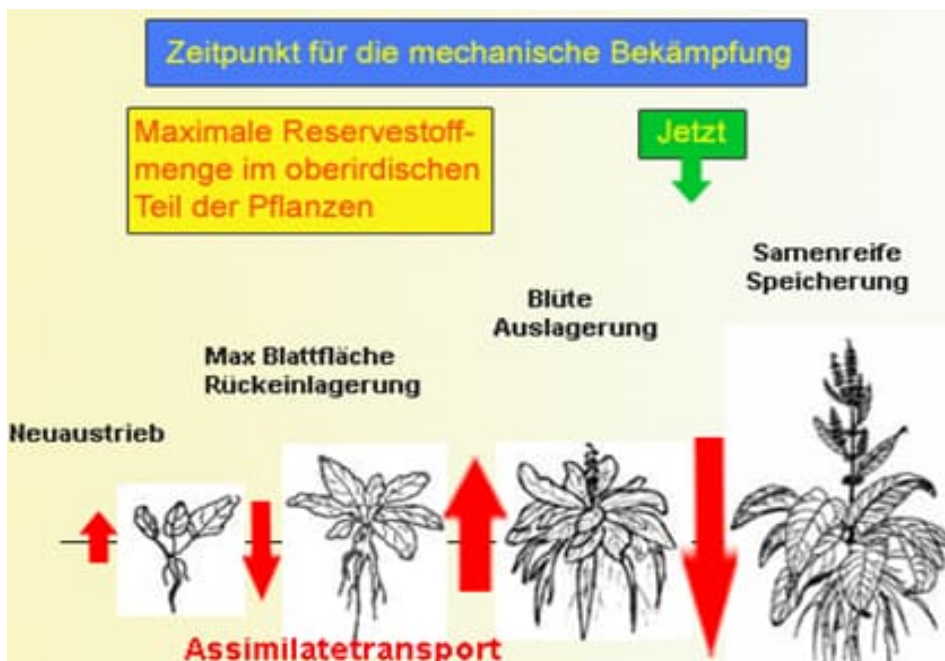 Zeitpunkt für die mechanische Bekämpfung
Maximale Reservestoff-
menge im oberirdischen
Teil der Pflanzen
Jetzt
Samenreife
Speicherung
Blüte
Auslagerung
Max Blattfläche
Rückeinlagerung
Neuaustrieb
Assimilatetransport